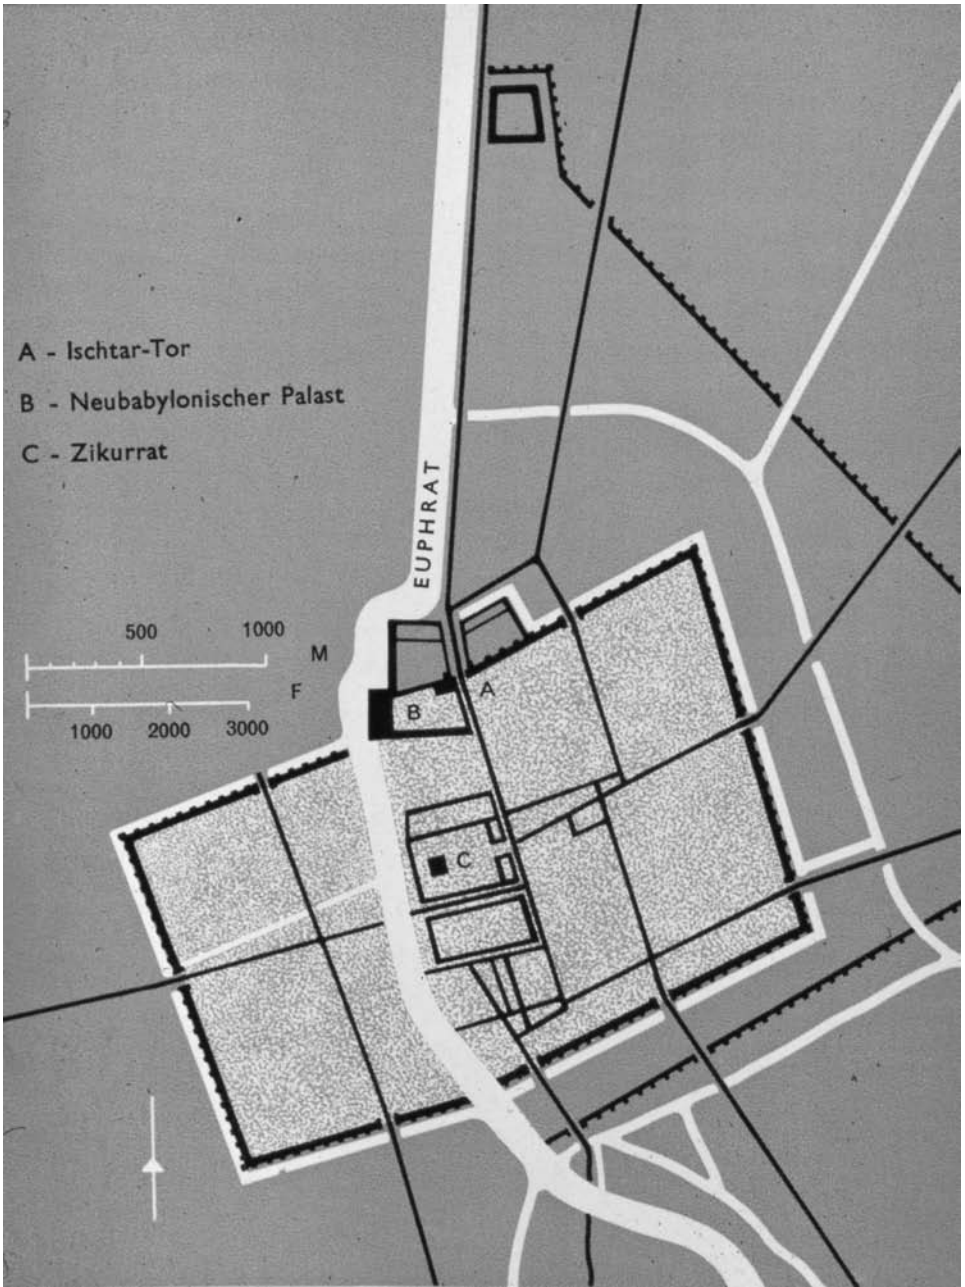 A - Ischtar-Tor
B - Neubabylonischer Palast
C - Zikurrat
EUPHRAT
500 1000
M
F
1000 2000 3000
A
B
C